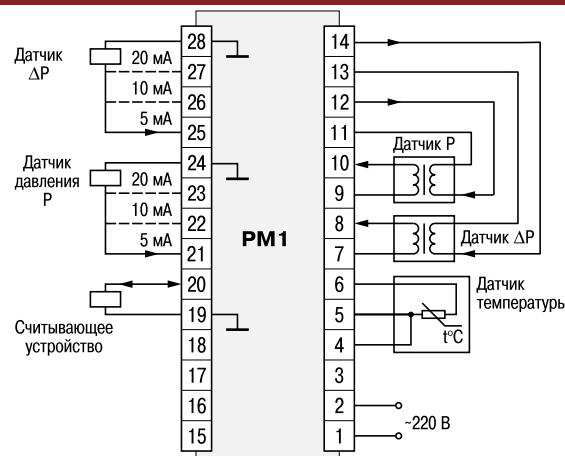 Датчик
ΔP
20 мА
10 мА
5 мА
28
27
26
25
Датчик
давления
P
20 мА
10 мА
5 мА
24
23
22
21
Считывающее
устройство
20
19
18
17
16
15
РМ1
14
13
12
11
10
9
8
7
6
5
4
3
2
1
Датчик P
Датчик ΔP
Датчик
температуры
t°C
~220 В